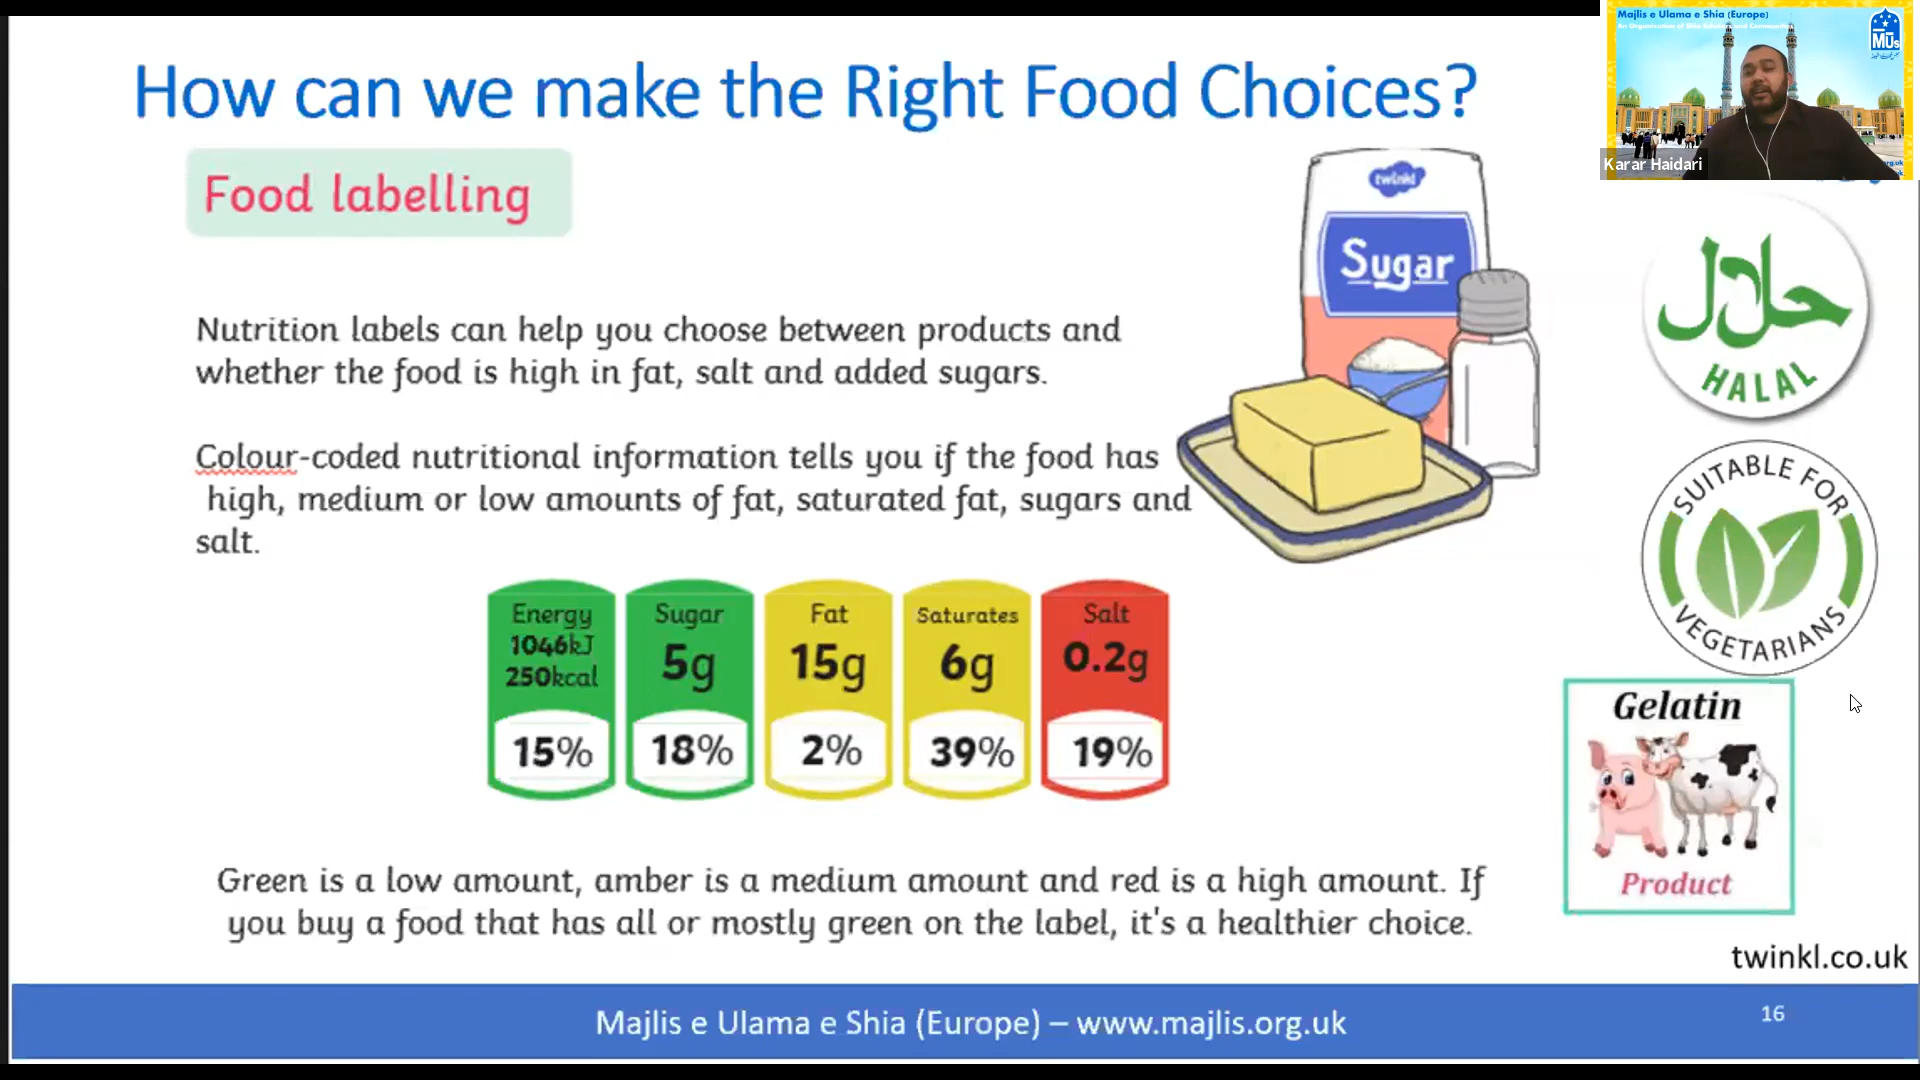 Majlis e Ulama e Shia (Europe)
MUs
Karar Haidari
How can we make the Right Food Choices?
Food labelling
Nutrition labels can help you choose between products and
whether the food is high in fat, salt and added sugars.
Colour-coded nutritional information tells you if the food has
high, medium or low amounts of fat, saturated fat, sugars and
salt.
twinkl
Sugar
حلال
HALAL
SUITABLE FOR
VEGETARIANS
Energy
1046kJ
250kcal
15%
Sugar
5g
18%
Fat
15g
2%
Saturates
6g
39%
Salt
0.2g
19%
Gelatin
Product
Green is a low amount, amber is a medium amount and red is a high amount. If
you buy a food that has all or mostly green on the label, it's a healthier choice.
twinkl.co.uk
Majlis e Ulama e Shia (Europe) – www.majlis.org.uk
16